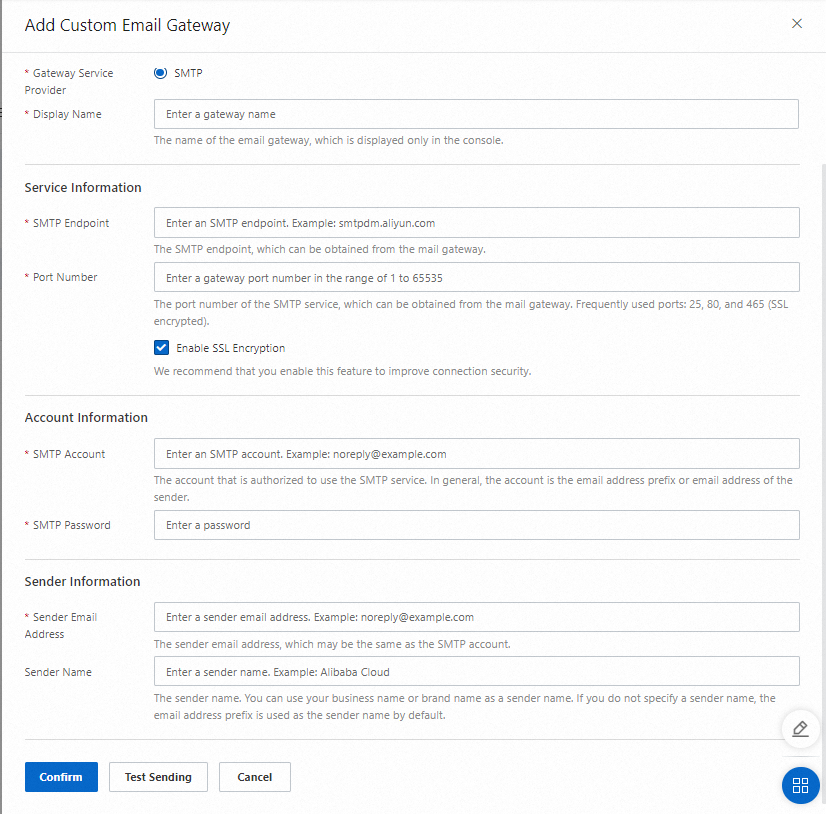 Add Custom Email Gateway
* Gateway Service
Provider
SMTP
* Display Name
Enter a gateway name
The name of the email gateway, which is displayed only in the console.
Service Information
* SMTP Endpoint
Enter an SMTP endpoint. Example: smtpdm.aliyun.com
The SMTP endpoint, which can be obtained from the mail gateway.
* Port Number
Enter a gateway port number in the range of 1 to 65535
The port number of the SMTP service, which can be obtained from the mail gateway. Frequently used ports: 25, 80, and 465 (SSL
encrypted).
Enable SSL Encryption
We recommend that you enable this feature to improve connection security.
Account Information
* SMTP Account
Enter an SMTP account. Example: noreply@example.com
The account that is authorized to use the SMTP service. In general, the account is the email address prefix or email address of the
sender.
* SMTP Password
Enter a password
Sender Information
* Sender Email
Address
Enter a sender email address. Example: noreply@example.com
The sender email address, which may be the same as the SMTP account.
Sender Name
Enter a sender name. Example: Alibaba Cloud
The sender name. You can use your business name or brand name as a sender name. If you do not specify a sender name, the
email address prefix is used as the sender name by default.
Confirm
Test Sending
Cancel